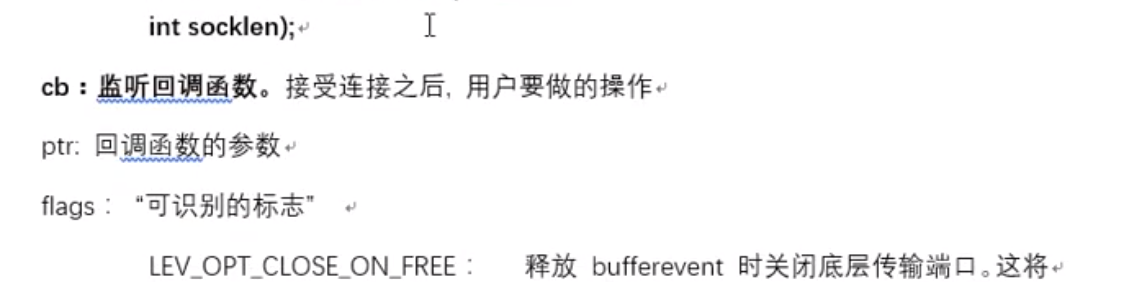 int socklen);
cb：监听回调函数。接受连接之后, 用户要做的操作
ptr: 回调函数的参数
flags： “可识别的标志”
LEV_OPT_CLOSE_ON_FREE： 释放 bufferevent 时关闭底层传输端口。这将